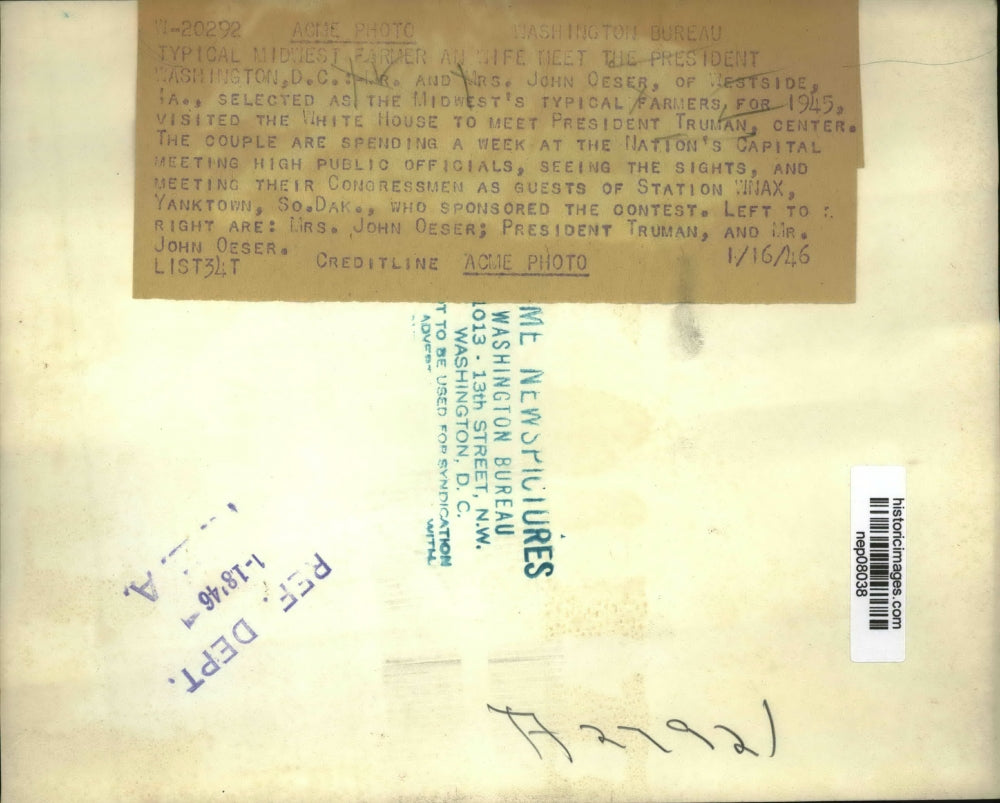 W-20292 ACME PHOTO WASHINGTON BUREAU
TYPICAL MIDWEST FARMER AN WIFE MEET THE PRESIDENT
WASHINGTON, D.C.: MR. AND MRS. JOHN OESER, OF WESTSIDE,
IA., SELECTED AS THE MIDWEST'S TYPICAL FARMERS, FOR 1945,
VISITED THE WHITE HOUSE TO MEET PRESIDENT TRUMAN, CENTER.
THE COUPLE ARE SPENDING A WEEK AT THE NATION'S CAPITAL
MEETING HIGH PUBLIC OFFICIALS, SEEING THE SIGHTS, AND
MEETING THEIR CONGRESSMEN AS GUESTS OF STATION WNAX,
YANKTOWN, SO.DAK., WHO SPONSORED THE CONTEST. LEFT TO
RIGHT ARE: MRS. JOHN OESER; PRESIDENT TRUMAN, AND MR.
JOHN OESER. 1/16/46
LIST34T CREDITLINE ACME PHOTO
ME NEWSPICTURES
WASHINGTON BUREAU
1013 - 13th STREET, N.W.
WASHINGTON, D. C.
T TO BE USED FOR SYNDICATION
WITH
REF. DEPT.
1-18'46
A.
historicimages.com
nep08038
A27921